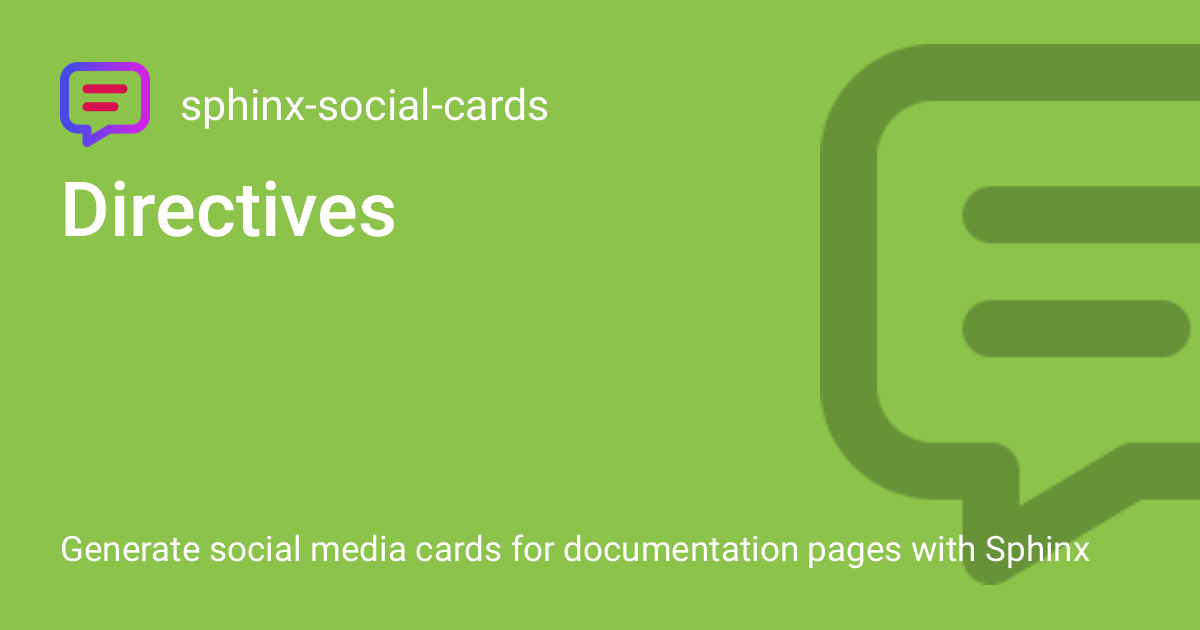 sphinx-social-cards
Directives
Generate social media cards for documentation pages with Sphinx